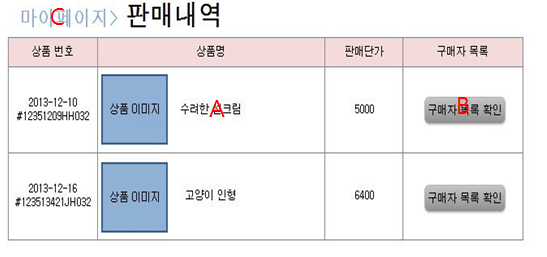 마이페이지> 판매내역
C
상품 번호 상품명 판매단가 구매자 목록
2013-12-10
#12351209HH032
상품 이미지 수려한 크림 5000 구매자 목록 확인
A
B
2013-12-16
#123513421JH032
상품 이미지 고양이 인형 6400 구매자 목록 확인